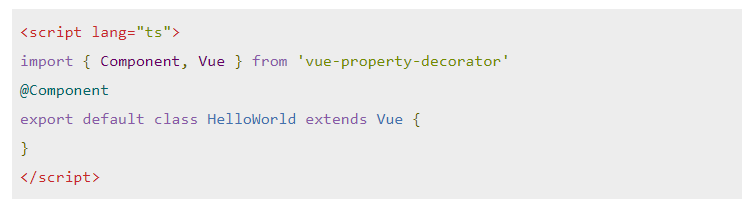 <script lang="ts">
import { Component, Vue } from 'vue-property-decorator'
@Component
export default class HelloWorld extends Vue {
}
</script>